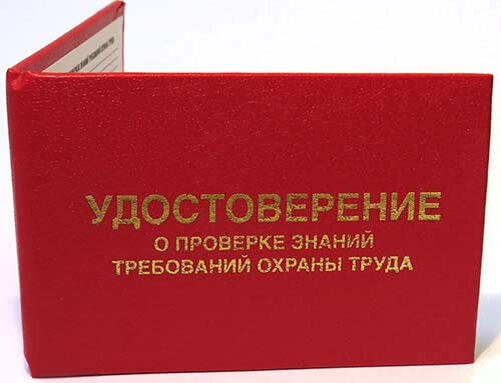 УДОСТОВЕРЕНИЕ
О ПРОВЕРКЕ ЗНАНИЙ
ТРЕБОВАНИЙ ОХРАНЫ ТРУДА